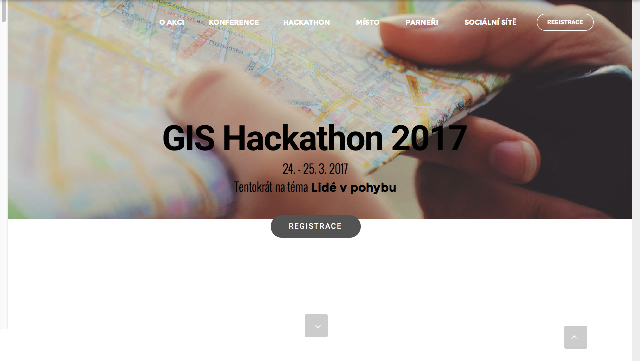 O AKCI KONFERENCE HACKATHON MÍSTO PARNEŘI SOCIÁLNÍ SÍTĚ REGISTRACE
GIS Hackathon 2017
24. - 25. 3. 2017
Tentokrát na téma Lidé v pohybu
REGISTRACE